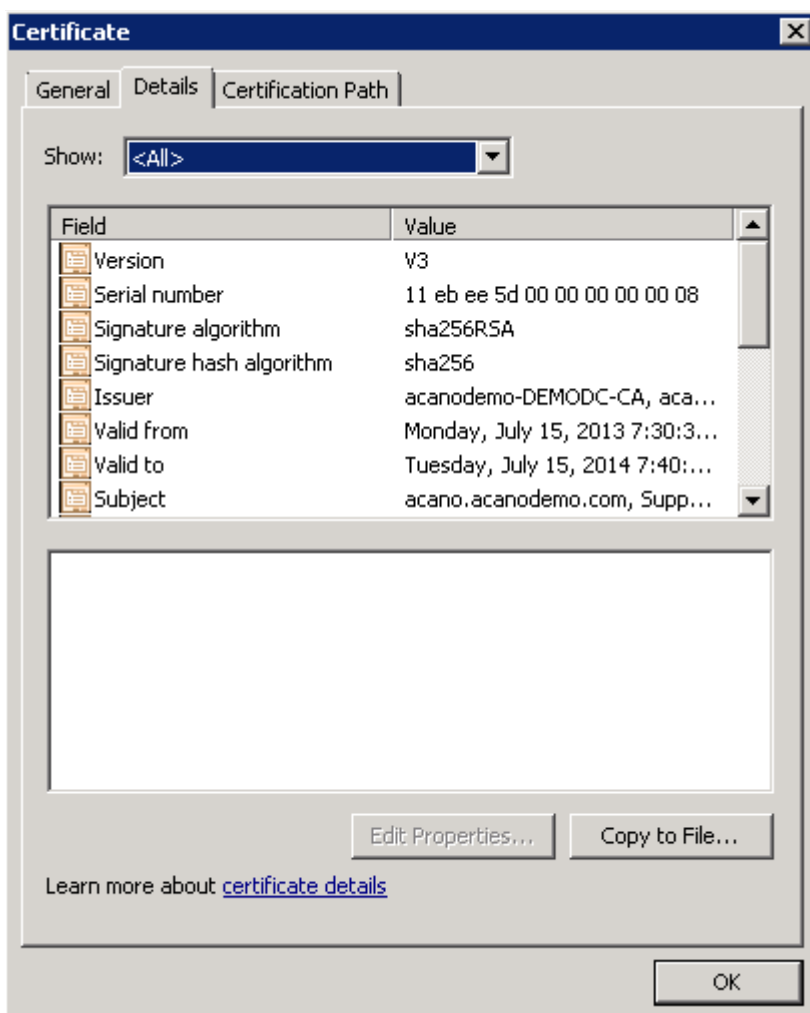 Certificate
General Details Certification Path
Show: <All>
Field Value
Version V3
Serial number 11 eb ee 5d 00 00 00 00 00 08
Signature algorithm sha256RSA
Signature hash algorithm sha256
Issuer acanodemo-DEMODC-CA, aca...
Valid from Monday, July 15, 2013 7:30:3...
Valid to Tuesday, July 15, 2014 7:40:...
Subject acano.acanodemo.com, Supp...
Edit Properties... Copy to File...
Learn more about certificate details
OK